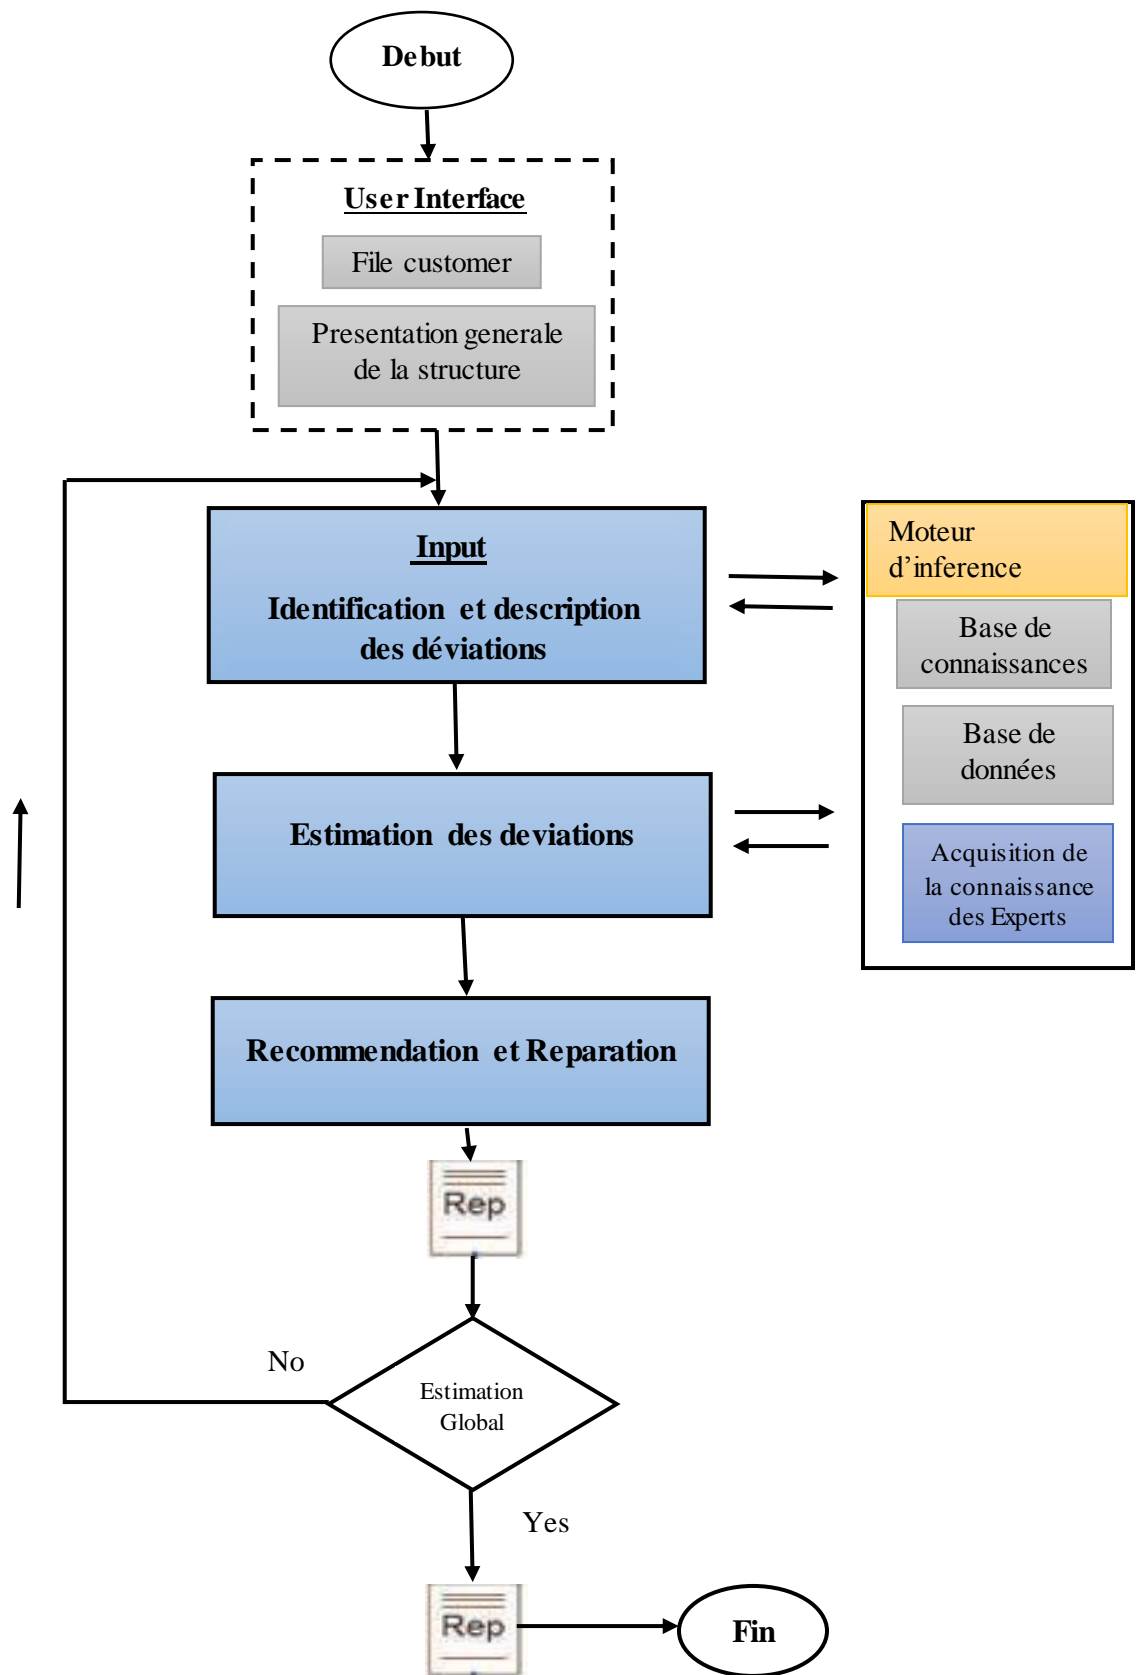 Debut
User Interface
File customer
Presentation generale
de la structure
Input
Identification et description
des déviations
Moteur
d’inference
Base de
connaissances
Base de
données
Estimation des deviations
Acquisition de
la connaissance
des Experts
Recommendation et Reparation
Rep
No
Estimation
Global
Yes
Rep
Fin